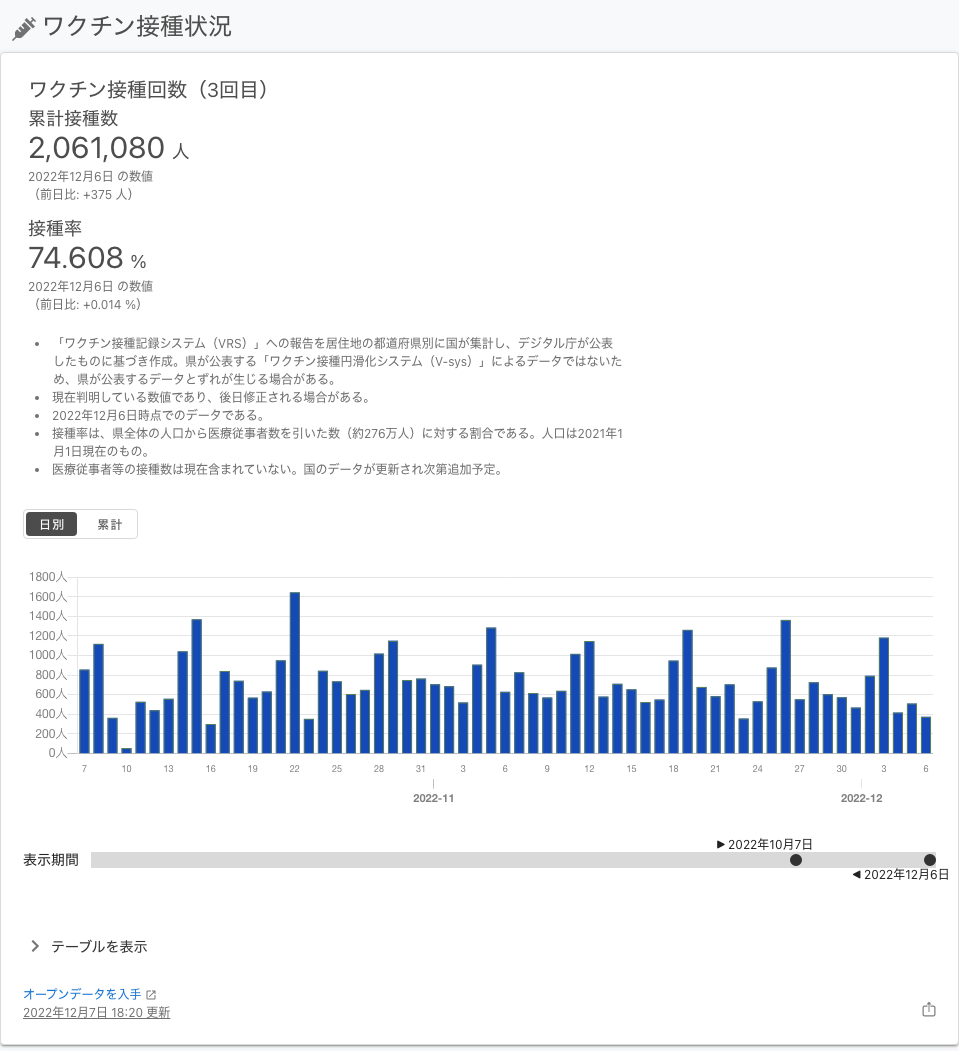 ワクチン接種状況
ワクチン接種回数（3回目）
累計接種数
2,061,080 人
2022年12月6日 の数値
（前日比: +375 人）
接種率
74.608 %
2022年12月6日 の数値
（前日比: +0.014 %）
• 「ワクチン接種記録システム（VRS）」への報告を居住地の都道府県別に国が集計し、デジタル庁が公表
したものに基づき作成。県が公表する「ワクチン接種円滑化システム（V-sys）」によるデータではないた
め、県が公表するデータとずれが生じる場合がある。
• 現在判明している数値であり、後日修正される場合がある。
• 2022年12月6日時点でのデータである。
• 接種率は、県全体の人口から医療従事者数を引いた数（約276万人）に対する割合である。人口は2021年1
月1日現在のもの。
• 医療従事者等の接種数は現在含まれていない。国のデータが更新され次第追加予定。
日別 累計
1800人
1600人
1400人
1200人
1000人
800人
600人
400人
200人
0人
7 10 13 16 19 22 25 28 31 3 6 9 12 15 18 21 24 27 30 3 6
2022-11 2022-12
▶ 2022年10月7日
表示期間
◀ 2022年12月6日
テーブルを表示
オープンデータを入手
2022年12月7日 18:20 更新